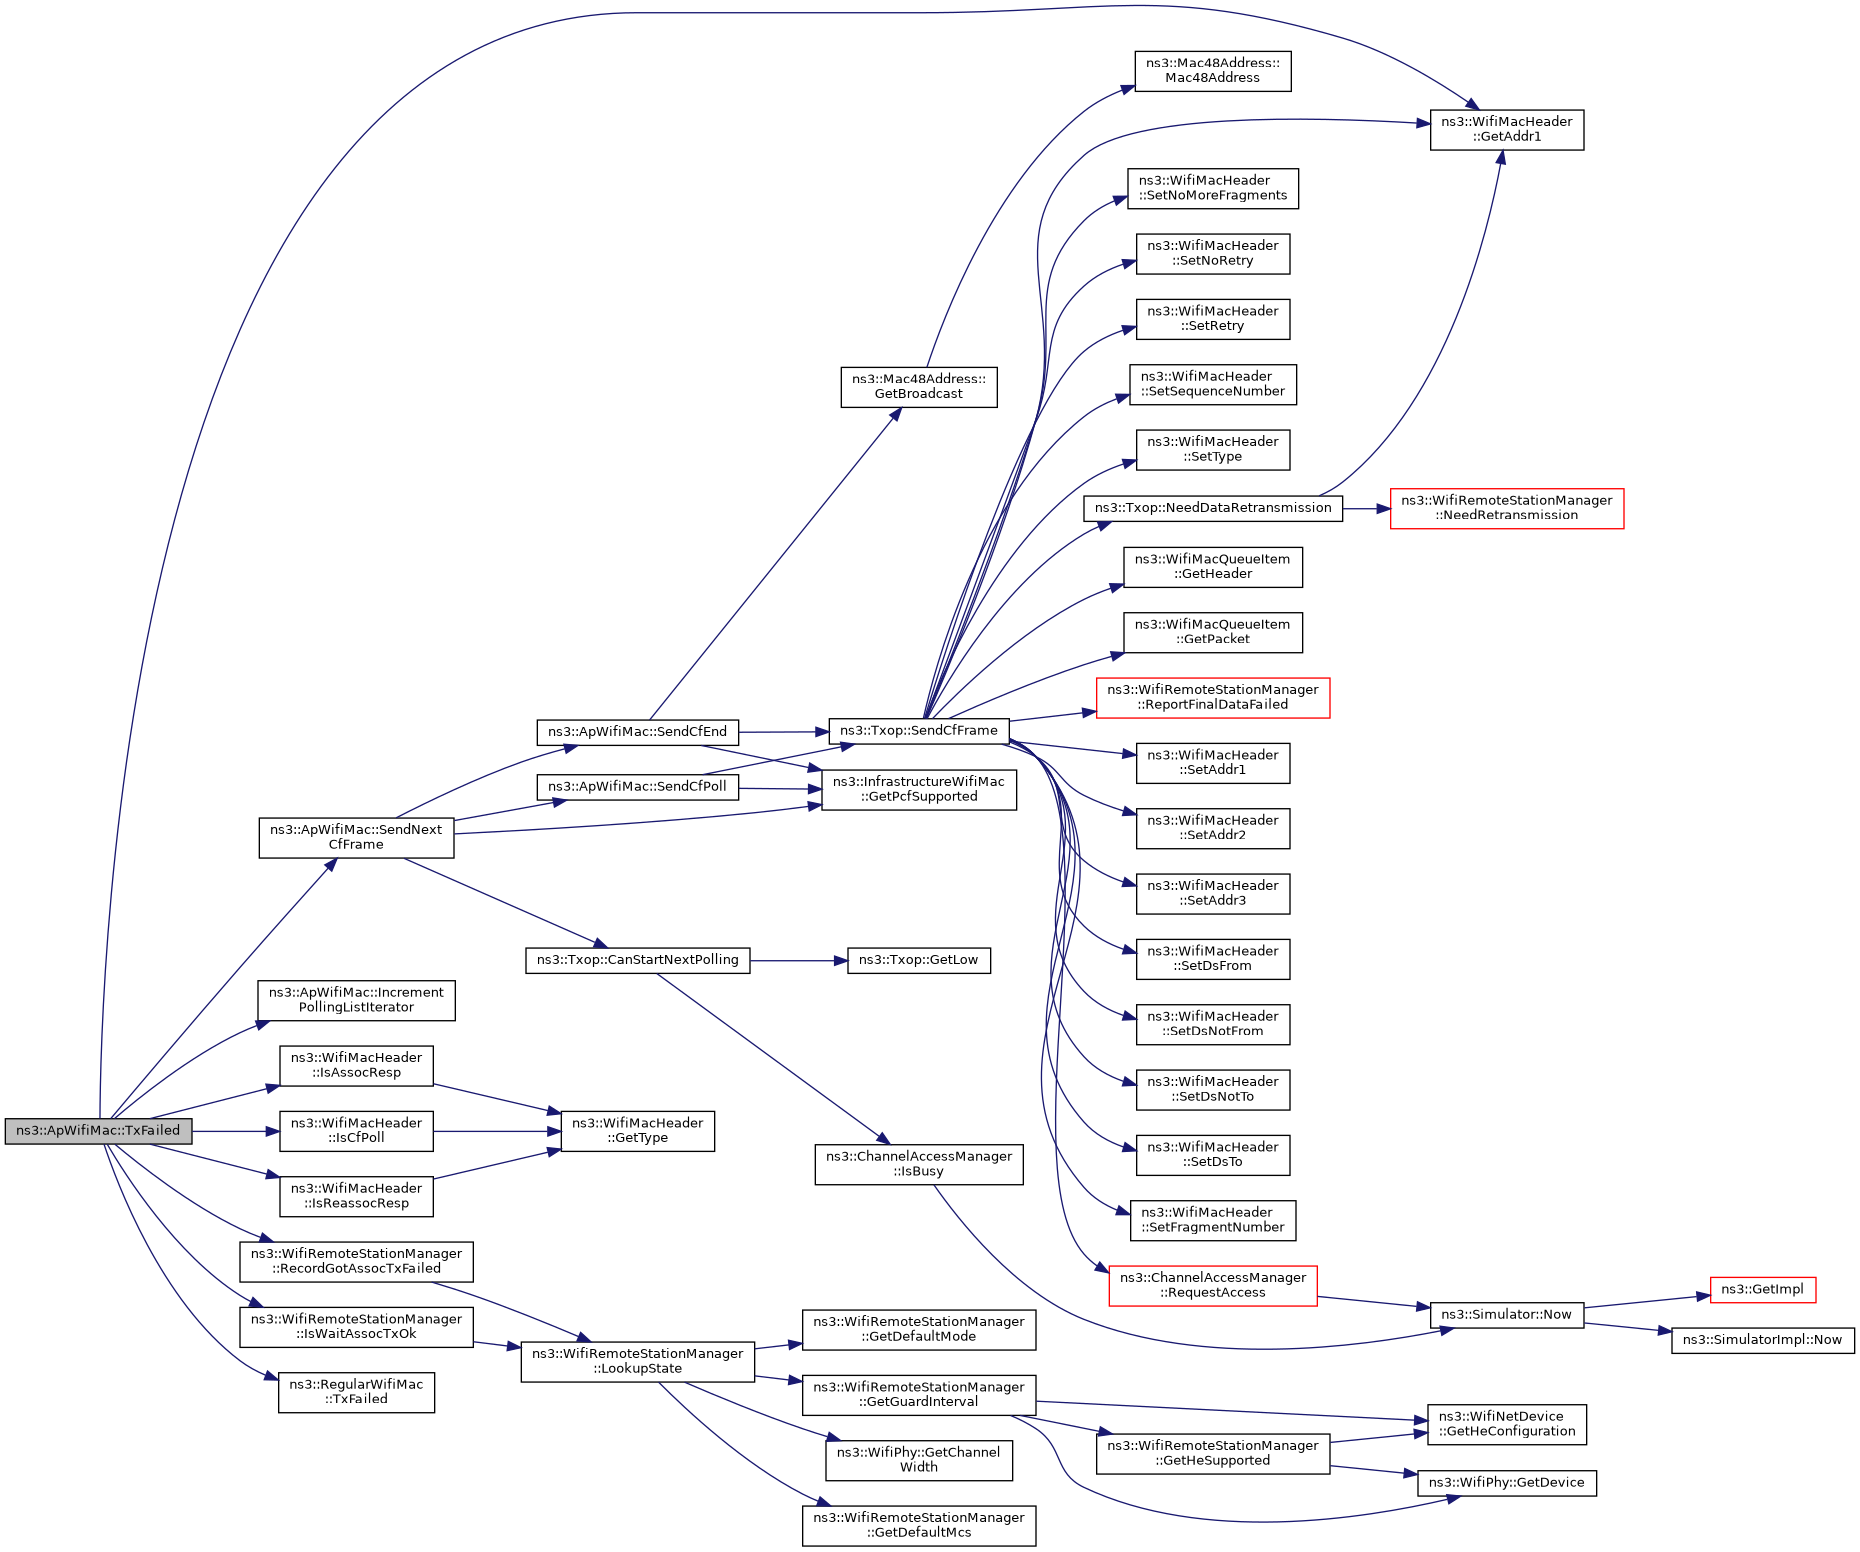 ns3::Mac48Address::
Mac48Address
ns3::WifiMacHeader
::GetAddr1
ns3::WifiMacHeader
::SetNoMoreFragments
ns3::WifiMacHeader
::SetNoRetry
ns3::WifiMacHeader
::SetRetry
ns3::Mac48Address::
GetBroadcast
ns3::WifiMacHeader
::SetSequenceNumber
ns3::WifiMacHeader
::SetType
ns3::Txop::NeedDataRetransmission
ns3::WifiRemoteStationManager
::NeedRetransmission
ns3::WifiMacQueueItem
::GetHeader
ns3::WifiMacQueueItem
::GetPacket
ns3::WifiRemoteStationManager
::ReportFinalDataFailed
ns3::ApWifiMac::SendCfEnd
ns3::Txop::SendCfFrame
ns3::WifiMacHeader
::SetAddr1
ns3::ApWifiMac::SendCfPoll
ns3::InfrastructureWifiMac
::GetPcfSupported
ns3::ApWifiMac::SendNext
CfFrame
ns3::WifiMacHeader
::SetAddr2
ns3::WifiMacHeader
::SetAddr3
ns3::Txop::CanStartNextPolling
ns3::Txop::GetLow
ns3::WifiMacHeader
::SetDsFrom
ns3::ApWifiMac::Increment
PollingListIterator
ns3::WifiMacHeader
::SetDsNotFrom
ns3::WifiMacHeader
::IsAssocResp
ns3::WifiMacHeader
::SetDsNotTo
ns3::ApWifiMac::TxFailed
ns3::WifiMacHeader
::IsCfPoll
ns3::WifiMacHeader
::GetType
ns3::ChannelAccessManager
::IsBusy
ns3::WifiMacHeader
::SetDsTo
ns3::WifiMacHeader
::IsReassocResp
ns3::WifiMacHeader
::SetFragmentNumber
ns3::WifiRemoteStationManager
::RecordGotAssocTxFailed
ns3::ChannelAccessManager
::RequestAccess
ns3::GetImpl
ns3::WifiRemoteStationManager
::IsWaitAssocTxOk
ns3::Simulator::Now
ns3::SimulatorImpl::Now
ns3::WifiRemoteStationManager
::GetDefaultMode
ns3::WifiRemoteStationManager
::LookupState
ns3::RegularWifiMac
::TxFailed
ns3::WifiRemoteStationManager
::GetGuardInterval
ns3::WifiNetDevice
::GetHeConfiguration
ns3::WifiPhy::GetChannel
Width
ns3::WifiRemoteStationManager
::GetHeSupported
ns3::WifiPhy::GetDevice
ns3::WifiRemoteStationManager
::GetDefaultMcs